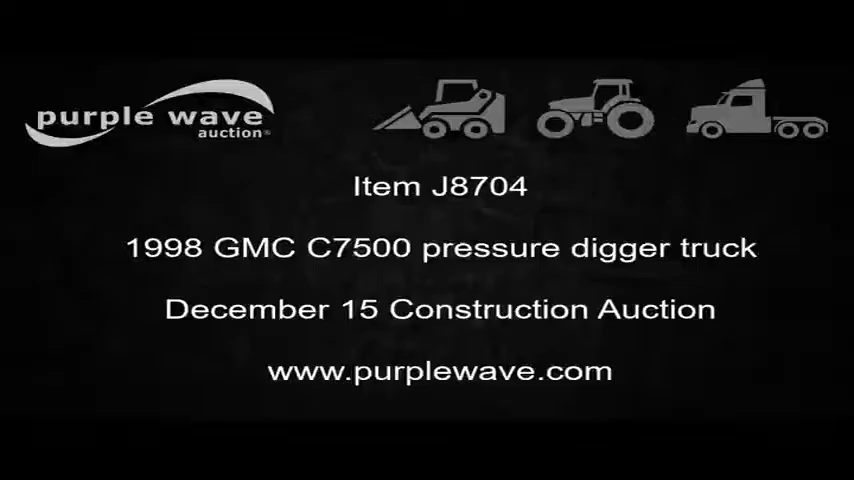 purple wave
auction®
Item J8704
1998 GMC C7500 pressure digger truck
December 15 Construction Auction
www.purplewave.com